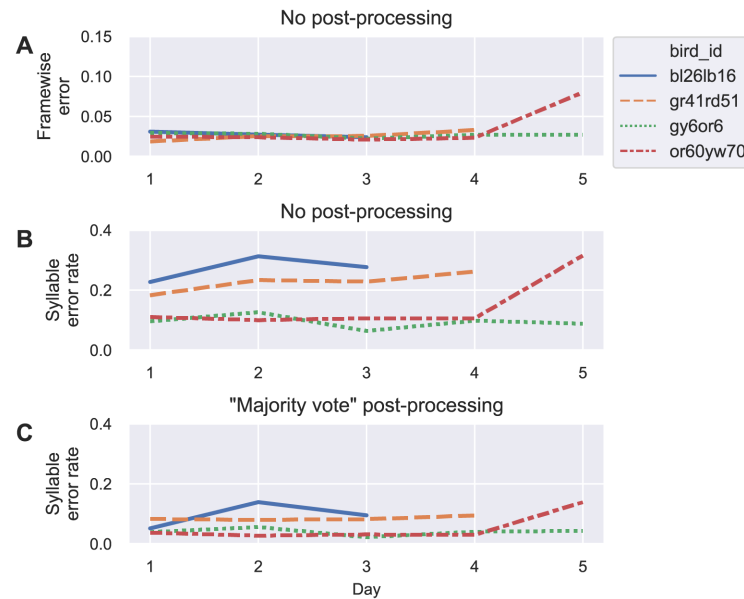 No post-processing
A
Framewise
error
0.15
0.10
0.05
0.00
1 2 3 4 5
bird_id
bl26lb16
gr41rd51
gy6or6
or60yw70
No post-processing
B
Syllable
error rate
0.4
0.2
0.0
1 2 3 4 5
"Majority vote" post-processing
C
Syllable
error rate
0.4
0.2
0.0
1 2 3 4 5
Day